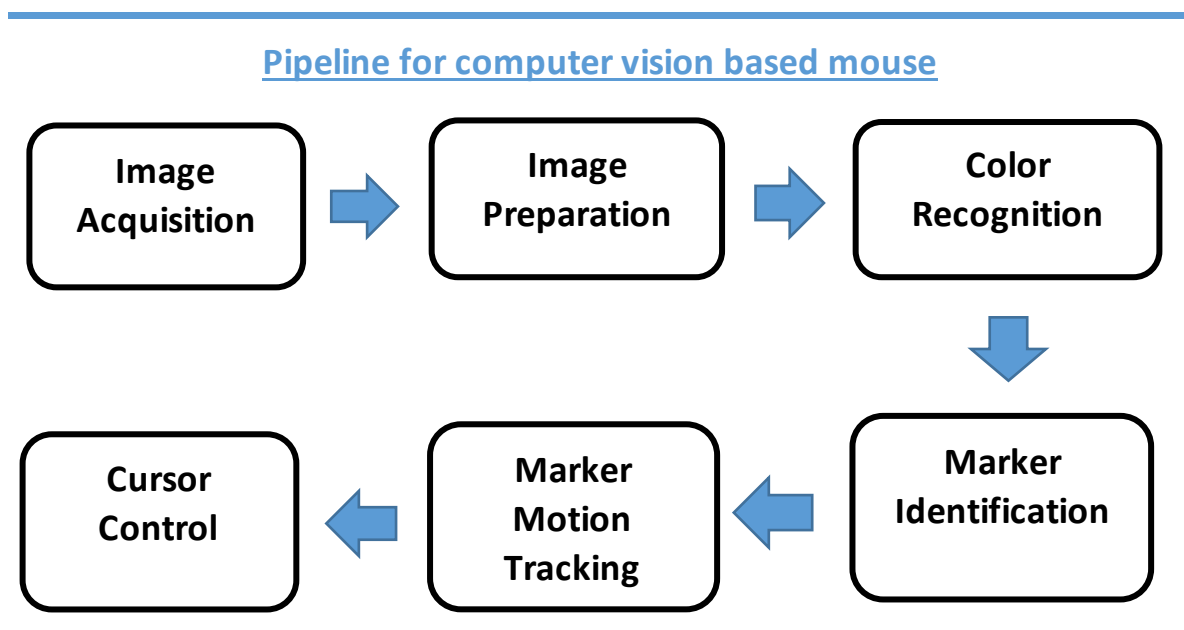 Pipeline for computer vision based mouse
Image
Acquisition
Image
Preparation
Color
Recognition
Marker
Identification
Marker
Motion
Tracking
Cursor
Control